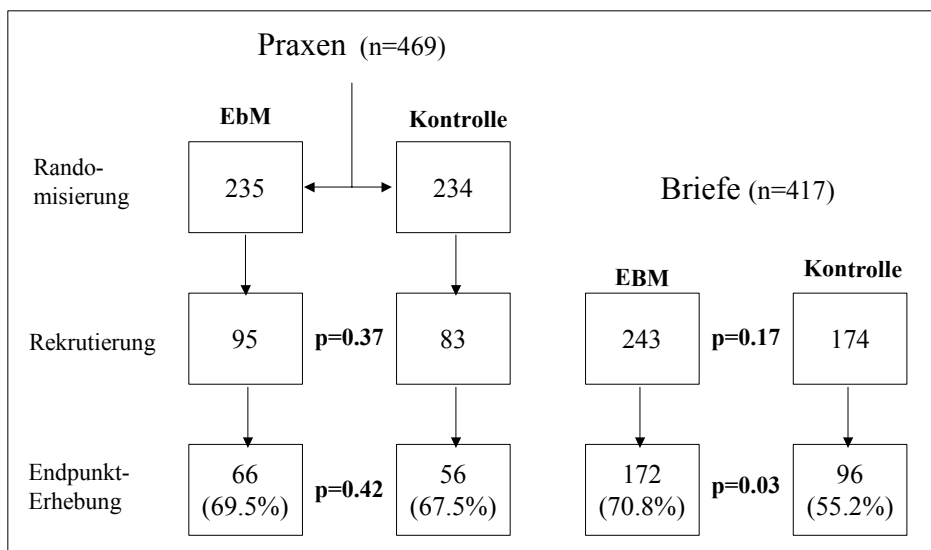 Praxen (n=469)
EbM
Kontrolle
Rando-
misierung
235
234
Briefe (n=417)
EBM
Kontrolle
Rekrutierung
95
p=0.37
83
243
p=0.17
174
Endpunkt-
Erhebung
66
(69.5%)
p=0.42
56
(67.5%)
172
(70.8%)
p=0.03
96
(55.2%)